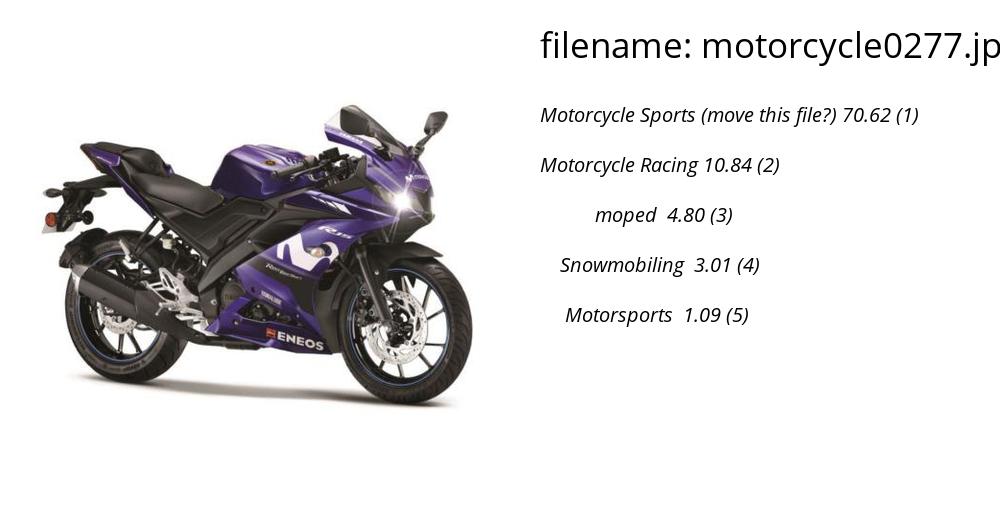 filename: motorcycle0277.jp
Motorcycle Sports (move this file?) 70.62 (1)
Motorcycle Racing 10.84 (2)
moped 4.80 (3)
Snowmobiling 3.01 (4)
Motorsports 1.09 (5)
R15
ENEOS